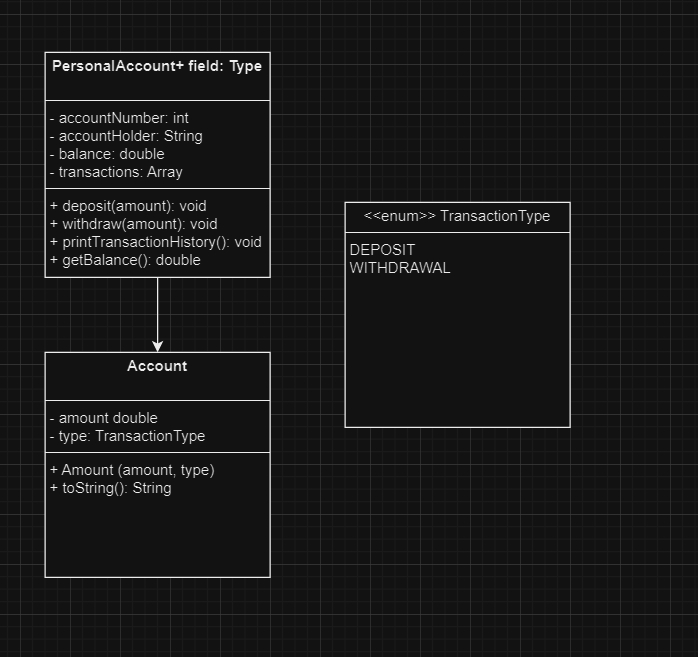 PersonalAccount+ field: Type
- accountNumber: int
- accountHolder: String
- balance: double
- transactions: Array
+ deposit(amount): void
+ withdraw(amount): void
+ printTransactionHistory(): void
+ getBalance(): double
<<enum>> TransactionType
DEPOSIT
WITHDRAWAL
Account
- amount double
- type: TransactionType
+ Amount (amount, type)
+ toString(): String